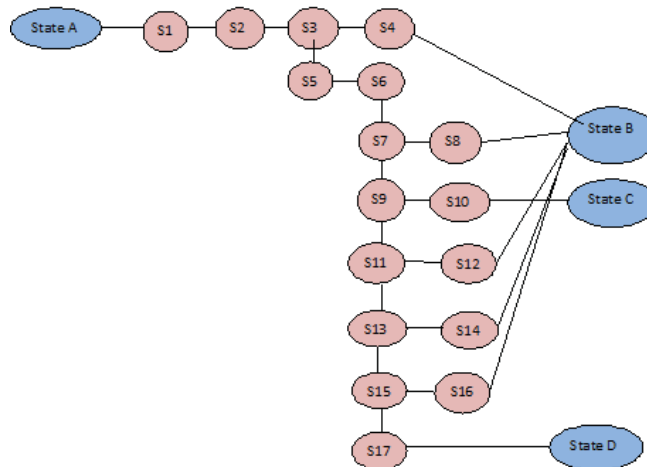 State A
S1
S2
S3
S4
S5
S6
State B
S7
S8
S9
S10
State C
S11
S12
S13
S14
S15
S16
S17
State D